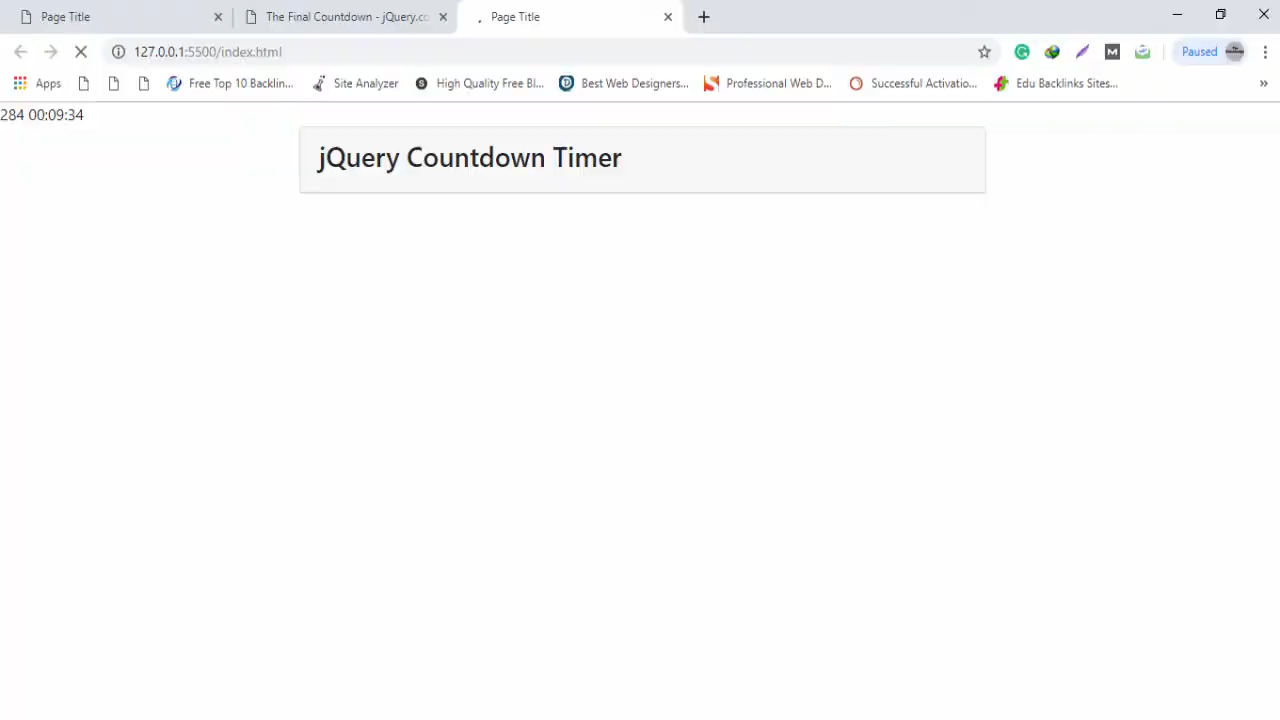 Page Title
The Final Countdown - jQuery.co
Page Title
127.0.0.1:5500/index.html
Paused
Apps
Free Top 10 Backlin...
Site Analyzer
High Quality Free Bl...
Best Web Designers...
Professional Web D...
Successful Activatio...
Edu Backlinks Sites...
»
284 00:09:34
jQuery Countdown Timer